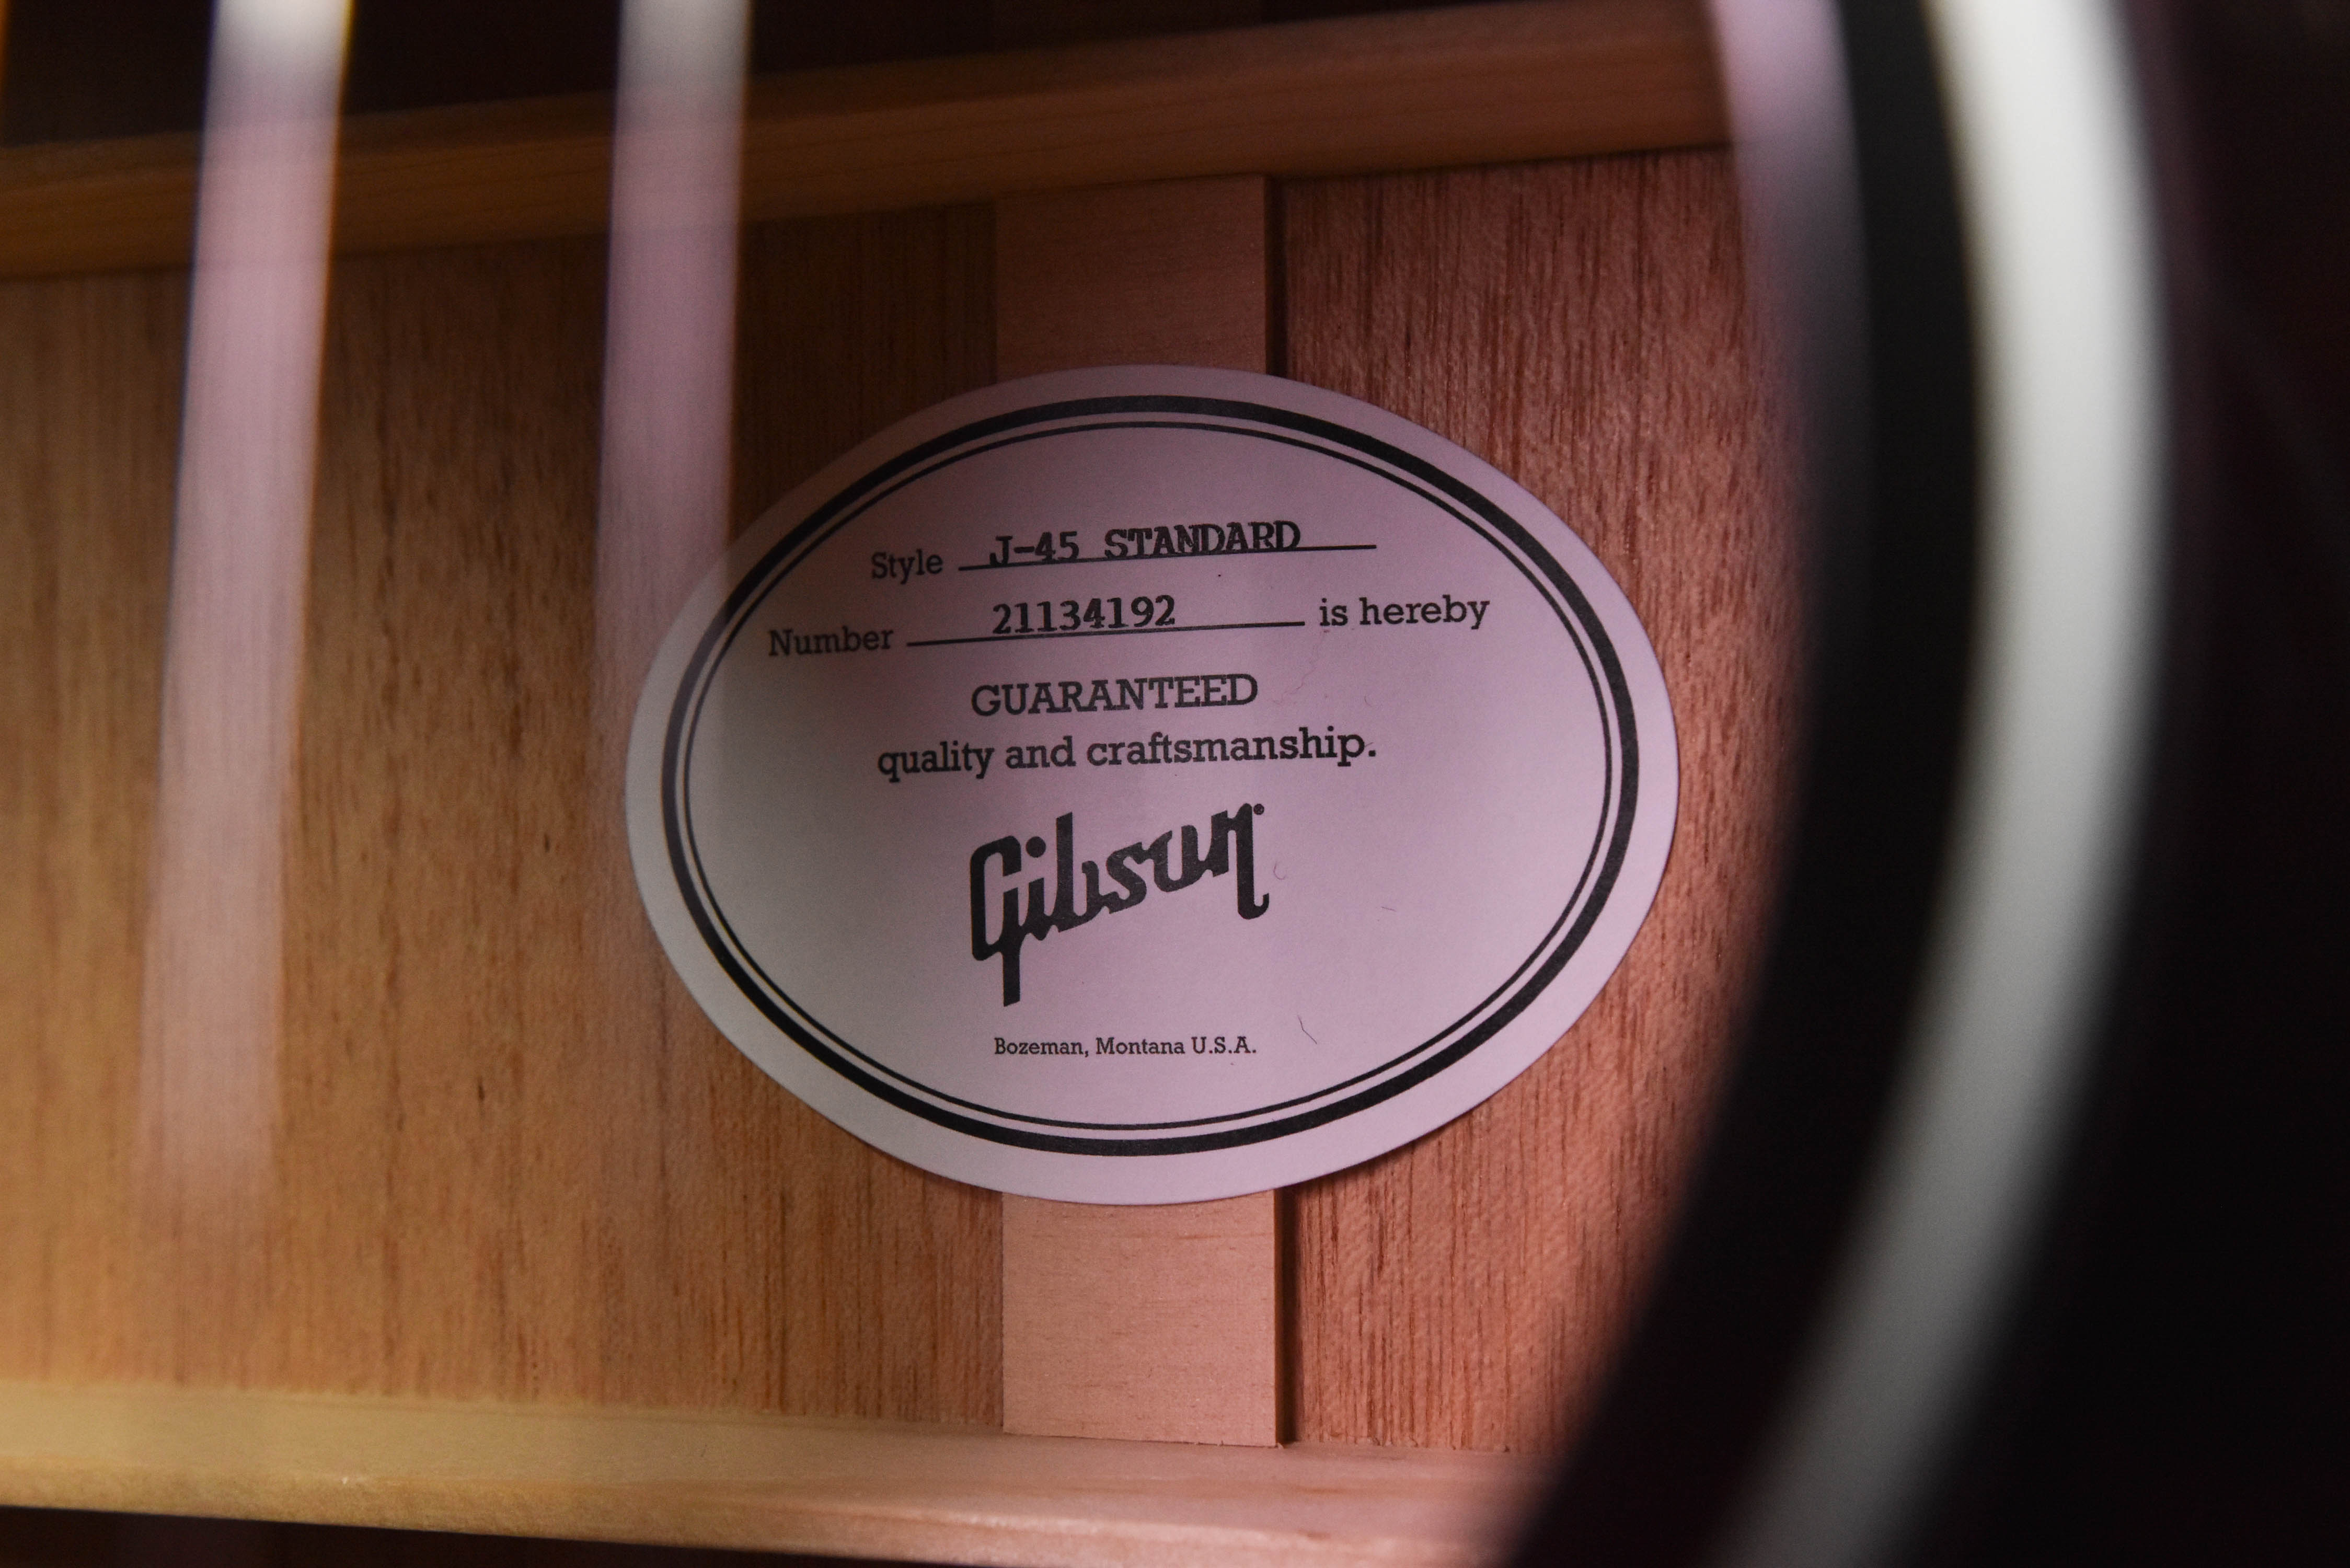 Style J-45 STANDARD
Number 21134192 is hereby
GUARANTEED
quality and craftsmanship.
Gibson
Bozeman, Montana U.S.A.